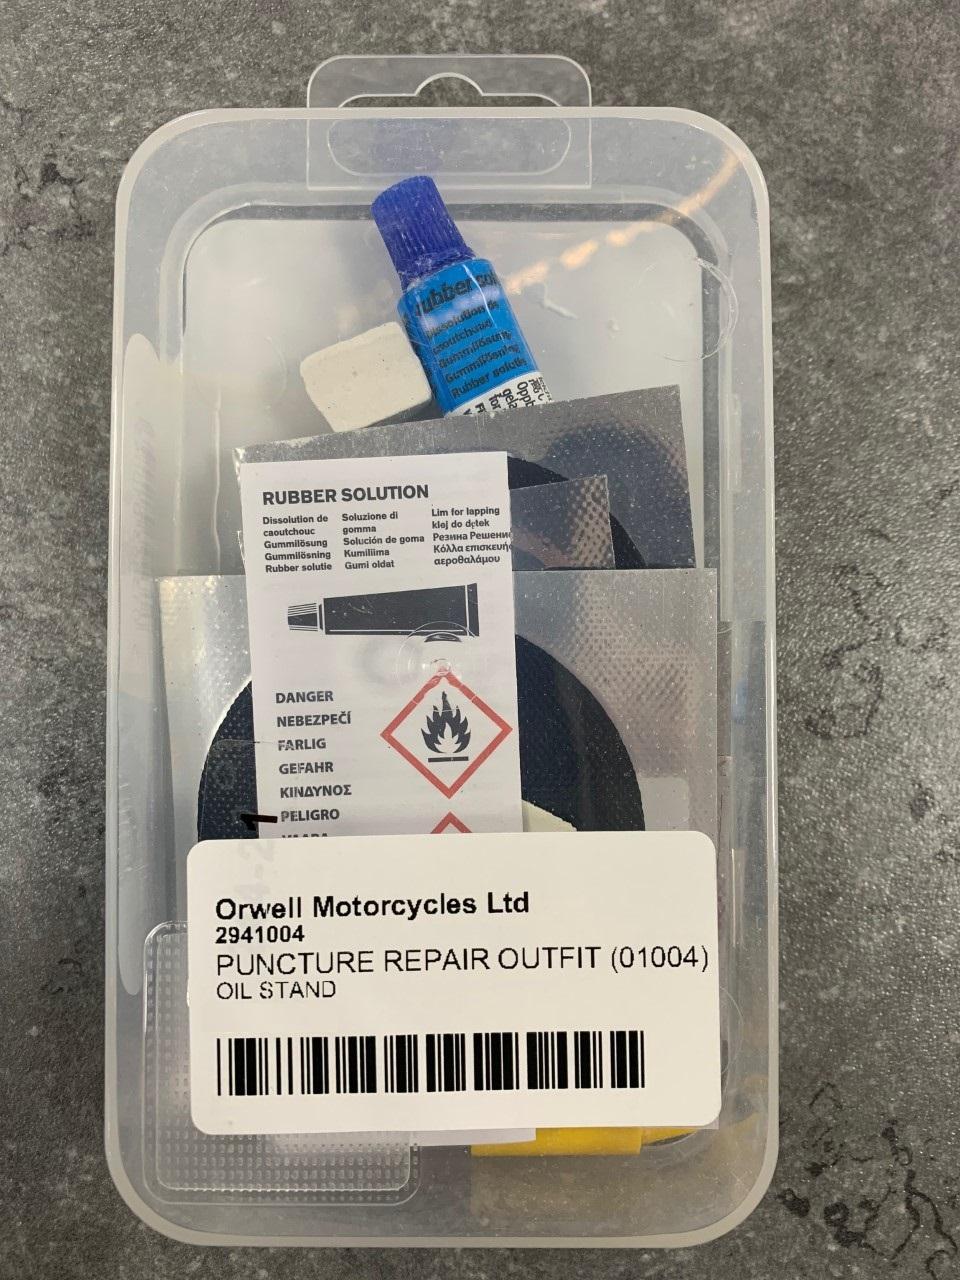 rubber sol
Dissolution de
caoutchouc
Gummilösung
Gummilösning
Rubber solutie
RUBBER SOLUTION
Dissolution de
caoutchouc
Gummilösung
Gummilösning
Rubber solutie
Soluzione di
gomma
Solución de goma
Kumiliima
Gumi oldat
Lim for lapping
klej do dętek
Резина Решение
Κόλλα επισκευής
αεροθαλάμου
DANGER
NEBEZPEČÍ
FARLIG
GEFAHR
ΚΙΝΔΥΝΟΣ
PELIGRO
Orwell Motorcycles Ltd
2941004
PUNCTURE REPAIR OUTFIT (01004)
OIL STAND